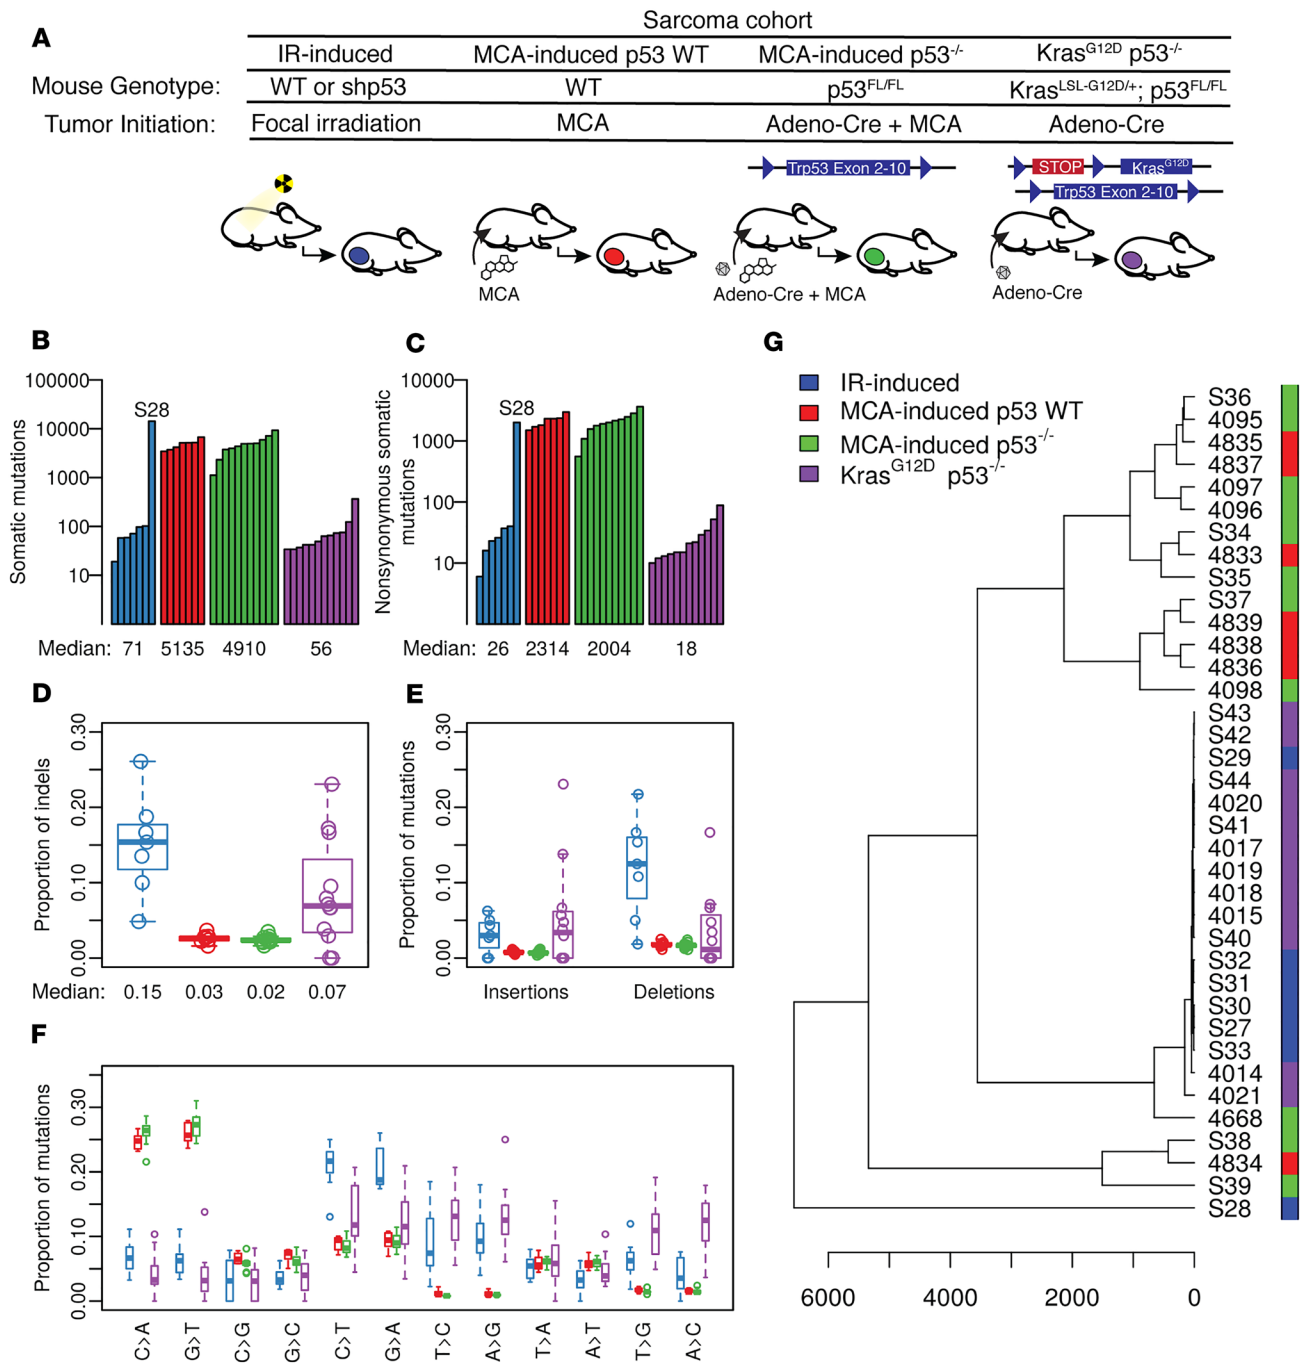 A
Sarcoma cohort
IR-induced MCA-induced p53 WT MCA-induced p53-/- KrasG12D p53-/-
Mouse Genotype: WT or shp53 WT p53FL/FL KrasLSL-G12D/+; p53FL/FL
Tumor Initiation: Focal irradiation MCA Adeno-Cre + MCA Adeno-Cre
Trp53 Exon 2-10
STOP KrasG12D
Trp53 Exon 2-10
MCA Adeno-Cre + MCA Adeno-Cre
B
Somatic mutations
100000
10000
1000
100
10
S28
Median: 71 5135 4910 56
C
Nonsynonymous somatic
mutations
10000
1000
100
10
S28
Median: 26 2314 2004 18
D
Proportion of indels
0.30
0.20
0.10
0.00
Median: 0.15 0.03 0.02 0.07
E
Proportion of mutations
0.30
0.20
0.10
0.00
Insertions Deletions
F
Proportion of mutations
0.30
0.20
0.10
0.00
C>A G>T C>G G>C C>T G>A T>C A>G T>A A>T T>G A>C
G
IR-induced
MCA-induced p53 WT
MCA-induced p53-/-
KrasG12D p53-/-
S36
4095
4835
4837
4097
4096
S34
4833
S35
S37
4839
4838
4836
4098
S43
S42
S29
S44
4020
S41
4017
4019
4018
4015
S40
S32
S31
S30
S27
S33
4014
4021
4668
S38
4834
S39
S28
6000 4000 2000 0